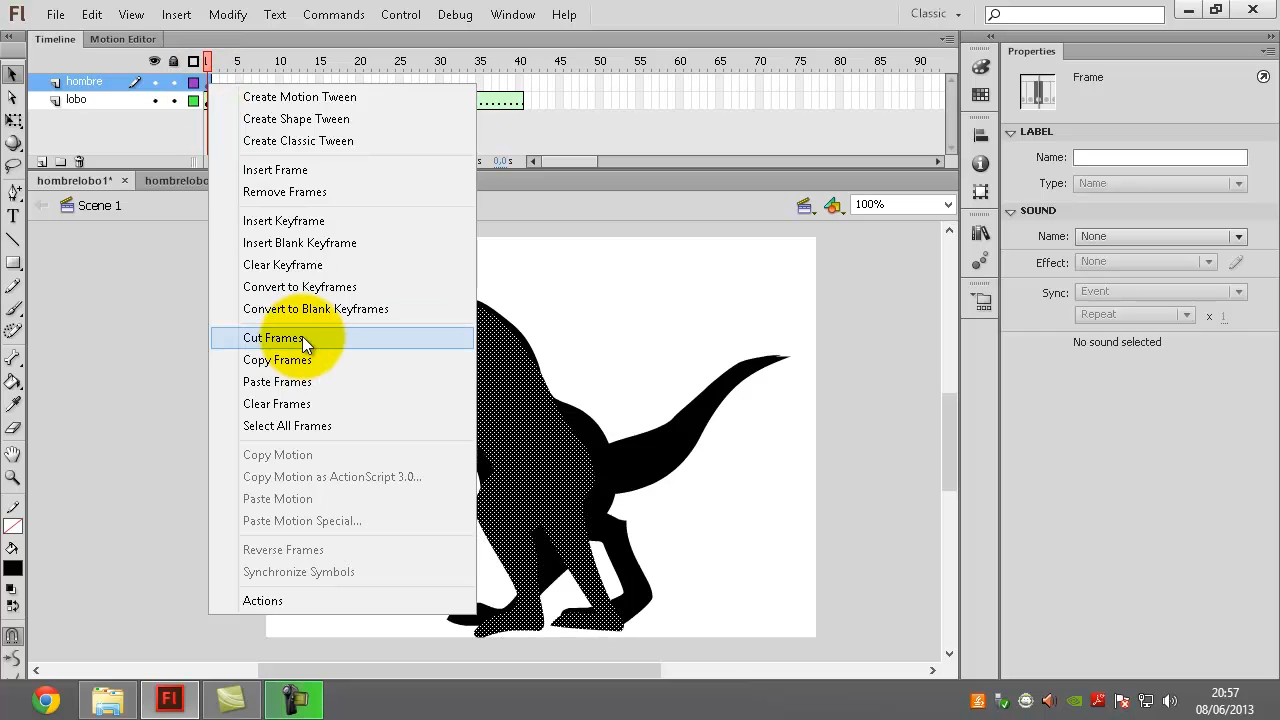 Fl File Edit View Insert Modify Text Commands Control Debug Window Help Classic
Timeline Motion Editor
5 10 15 20 25 30 35 40 45 50 55 60 65 70 75 80 85 90
hombre
lobo
s 0,0 s
hombrelobo1* × hombrelobo
Scene 1
100%
Create Motion Tween
Create Shape Tween
Create Classic Tween
Insert Frame
Remove Frames
Insert Keyframe
Insert Blank Keyframe
Clear Keyframe
Convert to Keyframes
Convert to Blank Keyframes
Cut Frames
Copy Frames
Paste Frames
Clear Frames
Select All Frames
Copy Motion
Copy Motion as ActionScript 3.0...
Paste Motion
Paste Motion Special...
Reverse Frames
Synchronize Symbols
Actions
Properties
Frame
LABEL
Name:
Type: Name
SOUND
Name: None
Effect: None
Sync: Event
Repeat x 1
No sound selected
Fl
20:57
08/06/2013